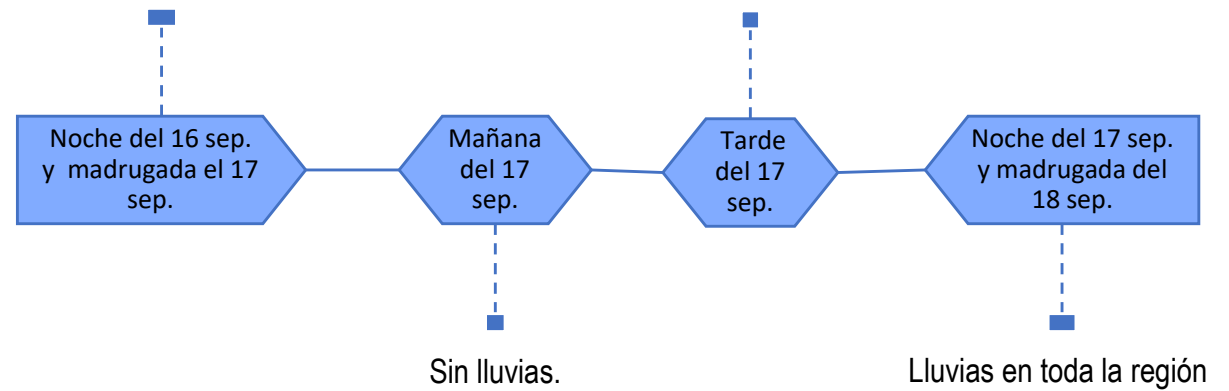 Noche del 16 sep.
y madrugada el 17
sep.
Mañana
del 17
sep.
Tarde
del 17
sep.
Noche del 17 sep.
y madrugada del
18 sep.
Sin lluvias.
Lluvias en toda la región